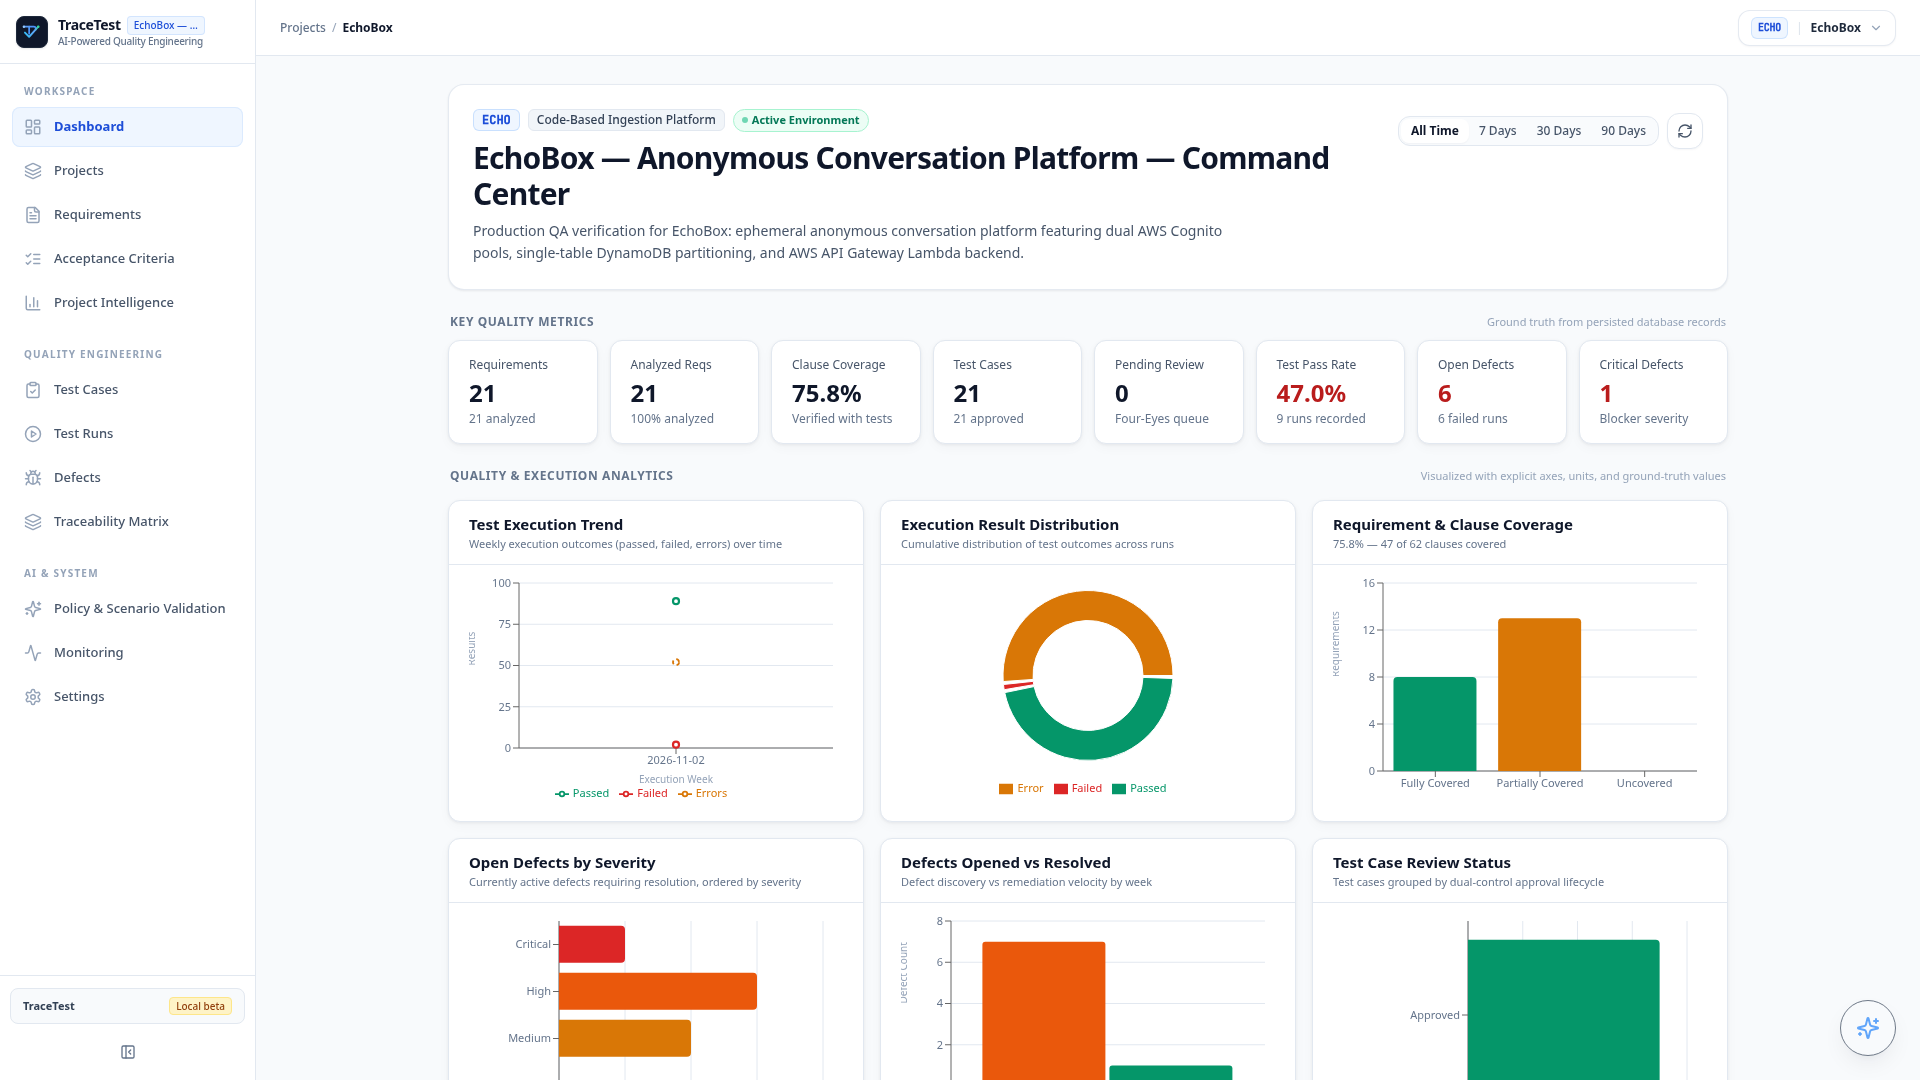 TraceTest EchoBox — ...
AI-Powered Quality Engineering
WORKSPACE
Dashboard
Projects
Requirements
Acceptance Criteria
Project Intelligence
QUALITY ENGINEERING
Test Cases
Test Runs
Defects
Traceability Matrix
AI & SYSTEM
Policy & Scenario Validation
Monitoring
Settings
TraceTest Local beta
Projects / EchoBox
ECHO EchoBox
ECHO Code-Based Ingestion Platform Active Environment
All Time 7 Days 30 Days 90 Days
EchoBox — Anonymous Conversation Platform — Command
Center
Production QA verification for EchoBox: ephemeral anonymous conversation platform featuring dual AWS Cognito
pools, single-table DynamoDB partitioning, and AWS API Gateway Lambda backend.
KEY QUALITY METRICS
Ground truth from persisted database records
Requirements
21
21 analyzed
Analyzed Reqs
21
100% analyzed
Clause Coverage
75.8%
Verified with tests
Test Cases
21
21 approved
Pending Review
0
Four-Eyes queue
Test Pass Rate
47.0%
9 runs recorded
Open Defects
6
6 failed runs
Critical Defects
1
Blocker severity
QUALITY & EXECUTION ANALYTICS
Visualized with explicit axes, units, and ground-truth values
Test Execution Trend
Weekly execution outcomes (passed, failed, errors) over time
100
75
50
25
0
Results
2026-11-02
Execution Week
Passed Failed Errors
Execution Result Distribution
Cumulative distribution of test outcomes across runs
Error Failed Passed
Requirement & Clause Coverage
75.8% — 47 of 62 clauses covered
16
12
8
4
0
Requirements
Fully Covered Partially Covered Uncovered
Open Defects by Severity
Currently active defects requiring resolution, ordered by severity
Critical
High
Medium
Defects Opened vs Resolved
Defect discovery vs remediation velocity by week
8
6
4
2
Defect Count
Test Case Review Status
Test cases grouped by dual-control approval lifecycle
Approved